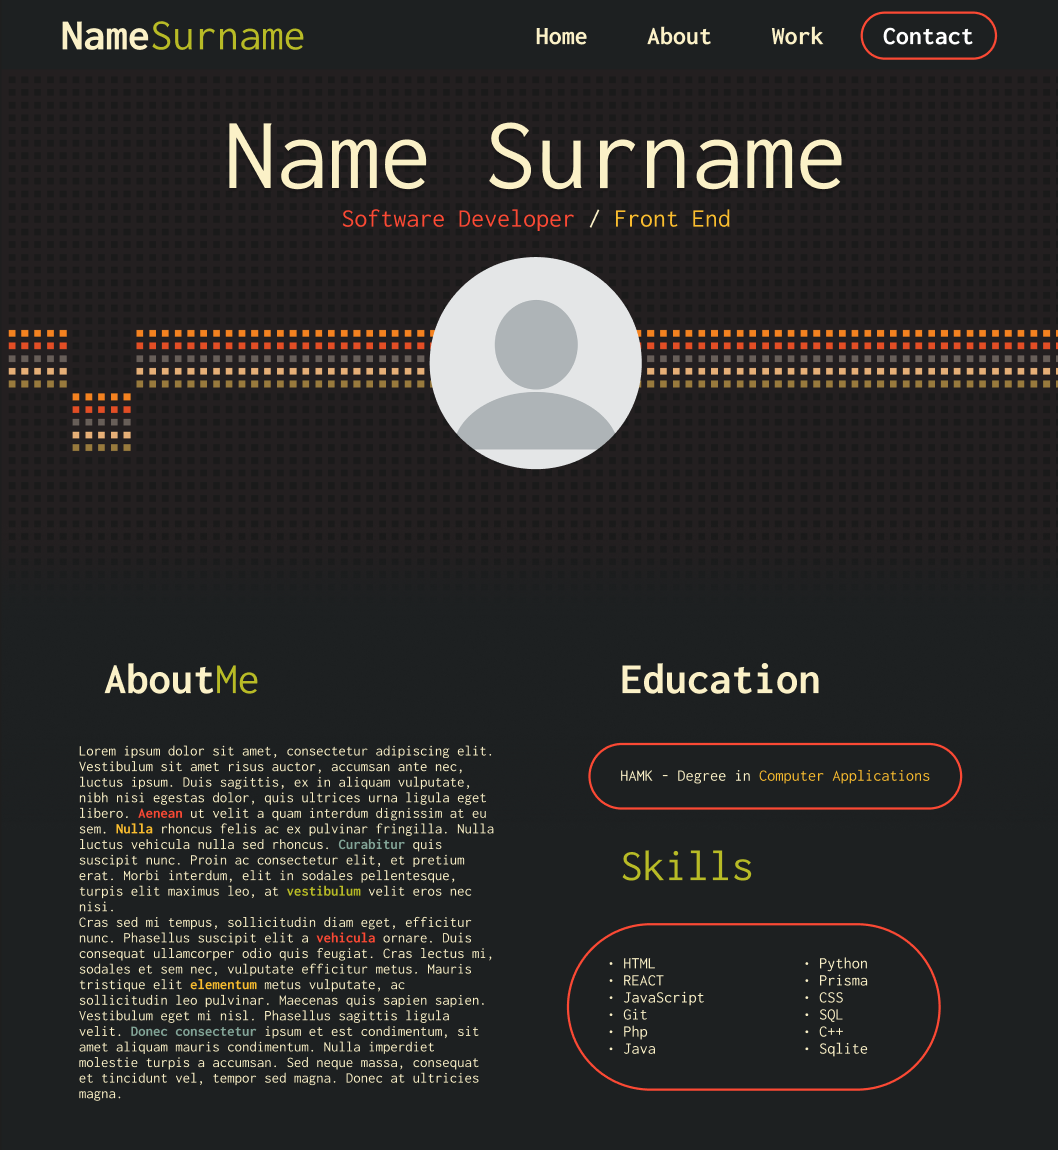 NameSurname
Home About Work Contact
Name Surname
Software Developer / Front End
AboutMe
Lorem ipsum dolor sit amet, consectetur adipiscing elit.
Vestibulum sit amet risus auctor, accumsan ante nec,
luctus ipsum. Duis sagittis, ex in aliquam vulputate,
nibh nisi egestas dolor, quis ultrices urna ligula eget
libero. Aenean ut velit a quam interdum dignissim at eu
sem. Nulla rhoncus felis ac ex pulvinar fringilla. Nulla
luctus vehicula nulla sed rhoncus. Curabitur quis
suscipit nunc. Proin ac consectetur elit, et pretium
erat. Morbi interdum, elit in sodales pellentesque,
turpis elit maximus leo, at vestibulum velit eros nec
nisi.
Cras sed mi tempus, sollicitudin diam eget, efficitur
nunc. Phasellus suscipit elit a vehicula ornare. Duis
consequat ullamcorper odio quis feugiat. Cras lectus mi,
sodales et sem nec, vulputate efficitur metus. Mauris
tristique elit elementum metus vulputate, ac
sollicitudin leo pulvinar. Maecenas quis sapien sapien.
Vestibulum eget mi nisl. Phasellus sagittis ligula
velit. Donec consectetur ipsum et est condimentum, sit
amet aliquam mauris condimentum. Nulla imperdiet
molestie turpis a accumsan. Sed neque massa, consequat
et tincidunt vel, tempor sed magna. Donec at ultricies
magna.
Education
HAMK - Degree in Computer Applications
Skills
· HTML
· REACT
· JavaScript
· Git
· Php
· Java
· Python
· Prisma
· CSS
· SQL
· C++
· Sqlite